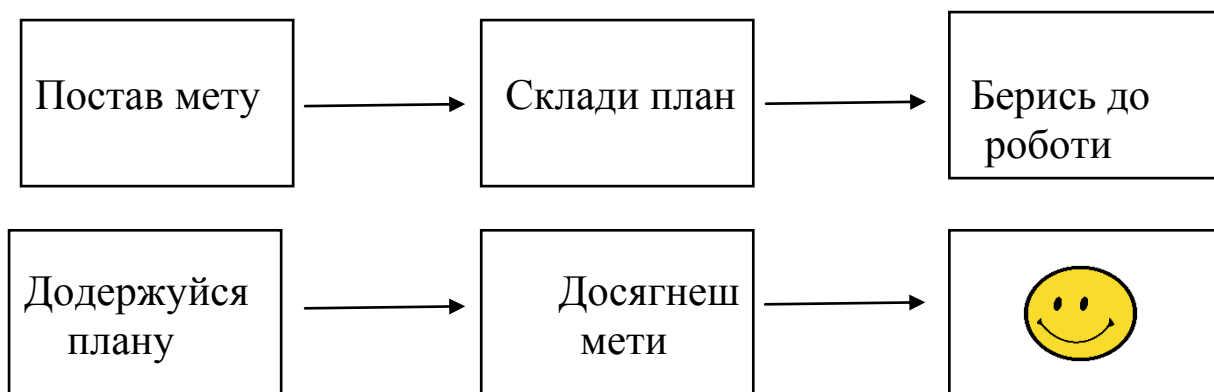 Постав мету
Склади план
Берись до
роботи
Додержуйся
плану
Досягнеш
мети